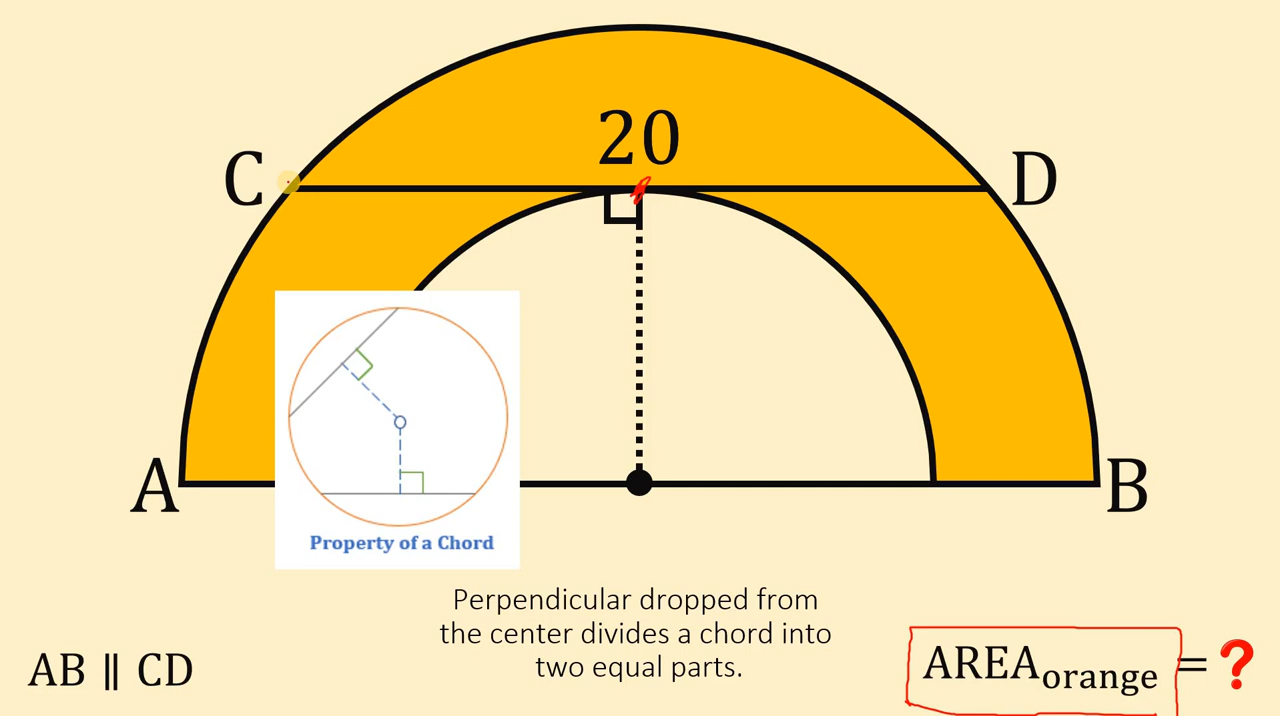 20
C
D
A
B
Property of a Chord
Perpendicular dropped from
the center divides a chord into
two equal parts.
AB ∥ CD
AREAorange = ?